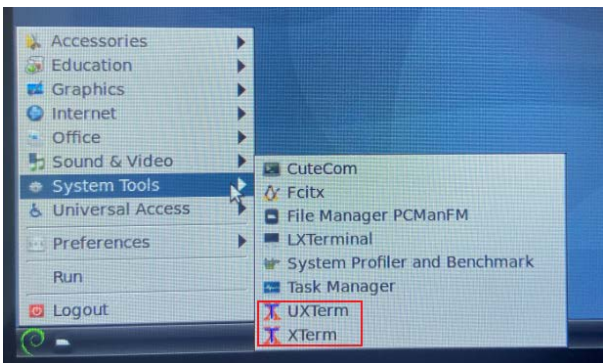 Accessories
Education
Graphics
Internet
Office
Sound & Video
System Tools
Universal Access
Preferences
Run
Logout
CuteCom
Fcitx
File Manager PCManFM
LXTerminal
System Profiler and Benchmark
Task Manager
UXTerm
XTerm